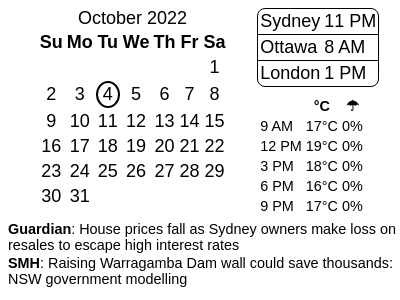 October 2022
Su Mo Tu We Th Fr Sa
1
2 3 4 5 6 7 8
9 10 11 12 13 14 15
16 17 18 19 20 21 22
23 24 25 26 27 28 29
30 31
Sydney 11 PM
Ottawa 8 AM
London 1 PM
°C ☂
9 AM 17°C 0%
12 PM 19°C 0%
3 PM 18°C 0%
6 PM 16°C 0%
9 PM 17°C 0%
Guardian: House prices fall as Sydney owners make loss on
resales to escape high interest rates
SMH: Raising Warragamba Dam wall could save thousands:
NSW government modelling